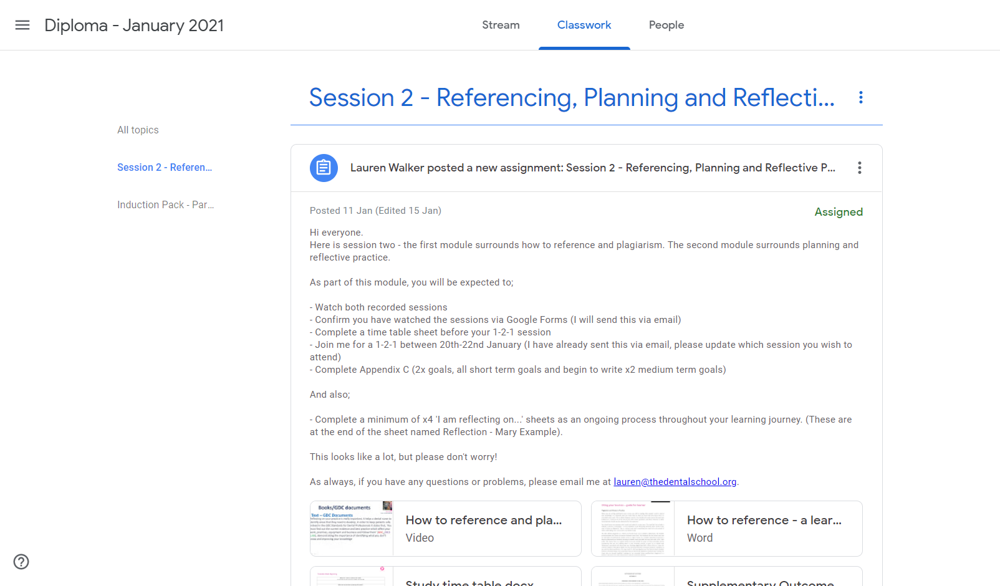 Diploma - January 2021
Stream
Classwork
People
Session 2 - Referencing, Planning and Reflecti...
All topics
Session 2 - Referen...
Induction Pack - Par...
Lauren Walker posted a new assignment: Session 2 - Referencing, Planning and Reflective P...
Posted 11 Jan (Edited 15 Jan)
Assigned
Hi everyone.
Here is session two - the first module surrounds how to reference and plagiarism. The second module surrounds planning and
reflective practice.
As part of this module, you will be expected to;
- Watch both recorded sessions
- Confirm you have watched the sessions via Google Forms (I will send this via email)
- Complete a time table sheet before your 1-2-1 session
- Join me for a 1-2-1 between 20th-22nd January (I have already sent this via email, please update which session you wish to
attend)
- Complete Appendix C (2x goals, all short term goals and begin to write x2 medium term goals)
And also;
- Complete a minimum of x4 'I am reflecting on...' sheets as an ongoing process throughout your learning journey. (These are
at the end of the sheet named Reflection - Mary Example).
This looks like a lot, but please don't worry!
As always, if you have any questions or problems, please email me at lauren@thedentalschool.org.
Books/GDC documents
Text - GDC Documents
How to reference and pla...
Video
How to reference - a lear...
Word
Study time table.docx
Supplementary Outcome